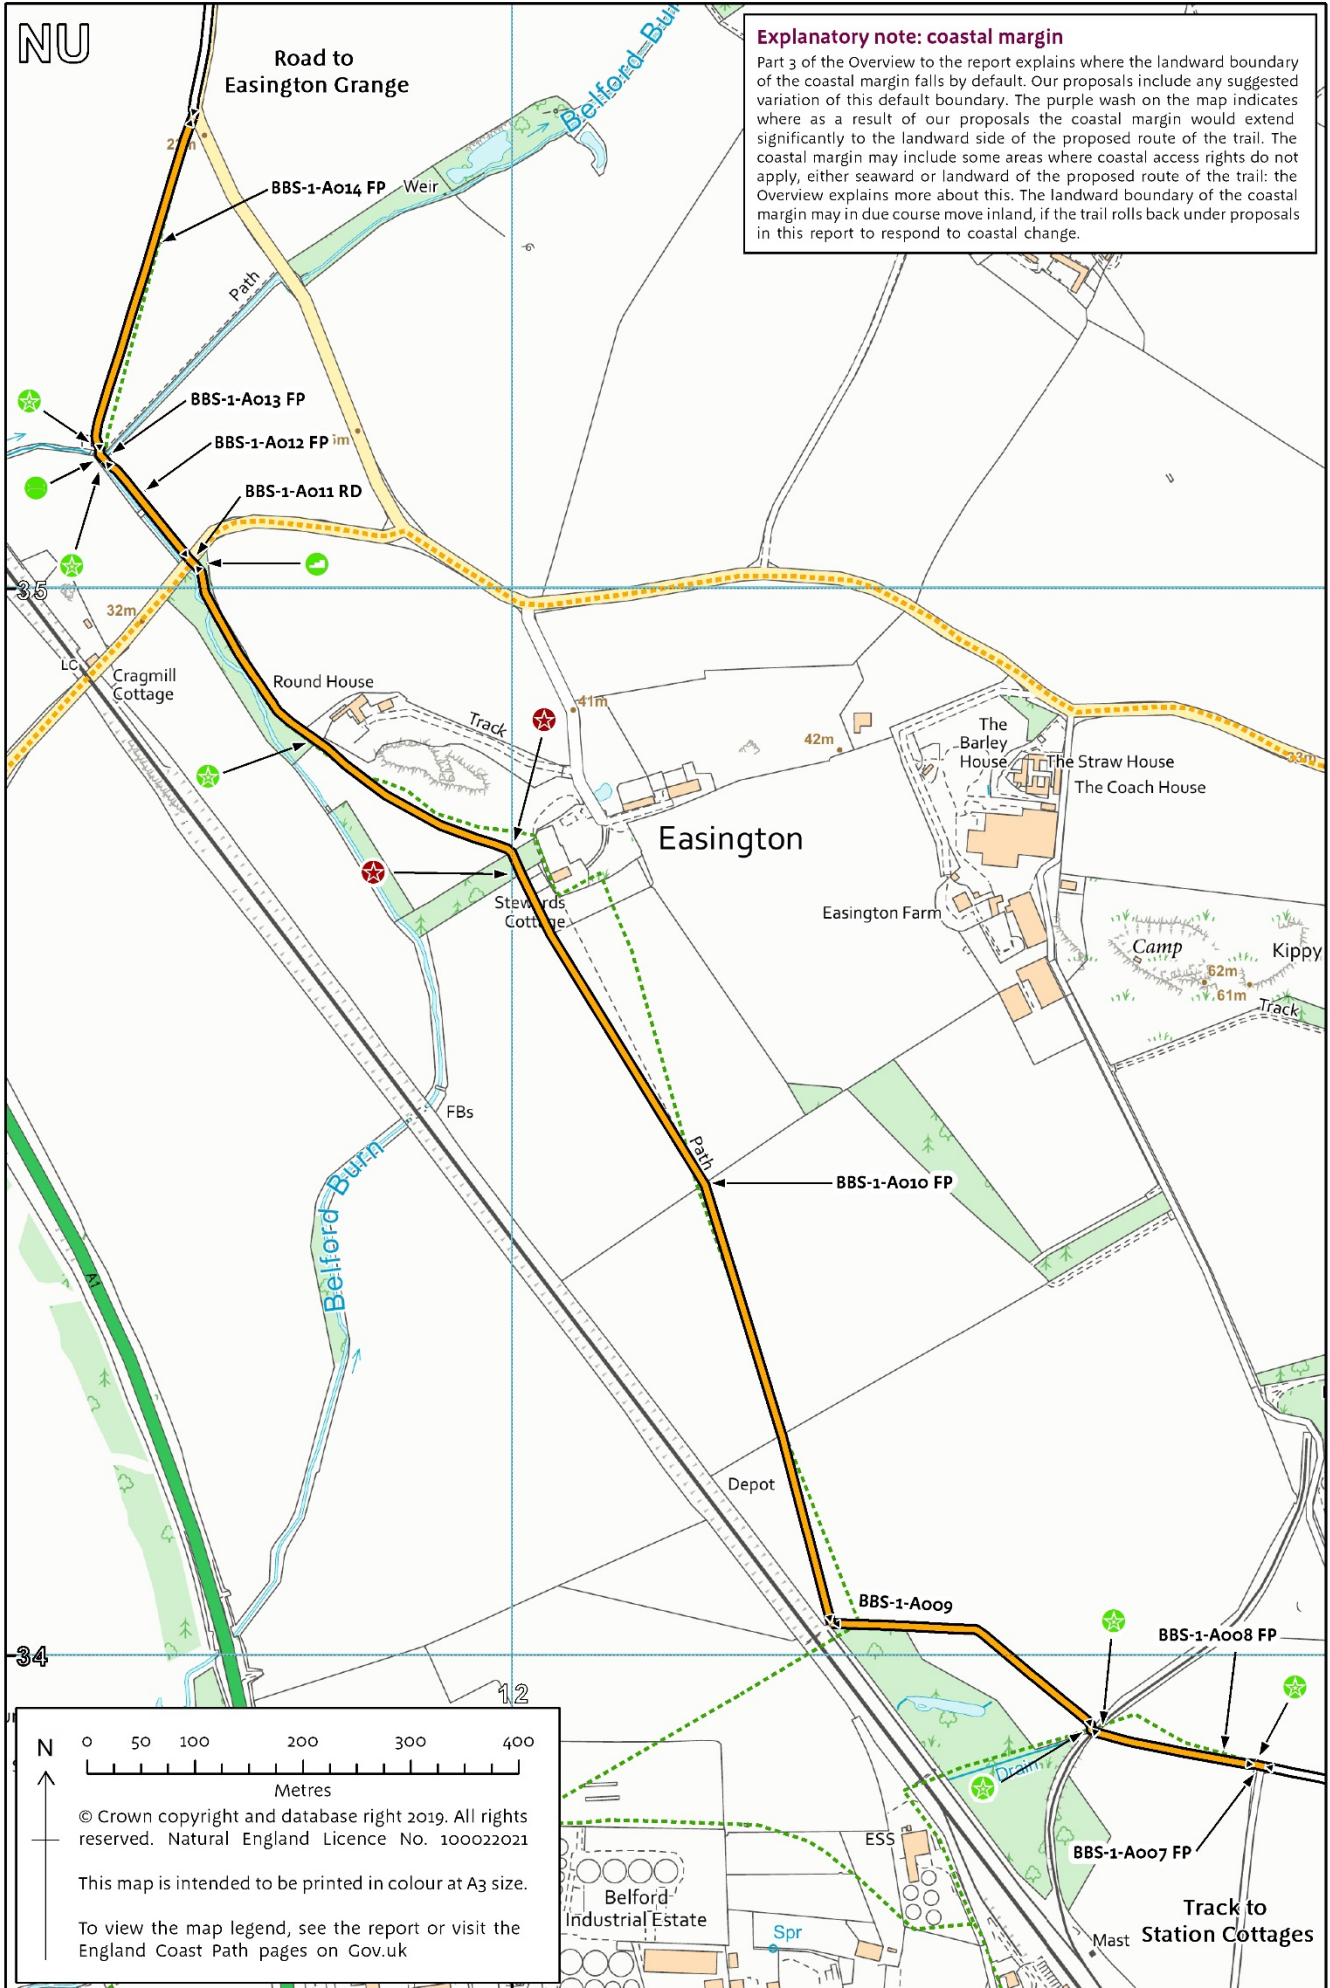 NU
Road to
Easington Grange
Belford Bu
Explanatory note: coastal margin
Part 3 of the Overview to the report explains where the landward boundary
of the coastal margin falls by default. Our proposals include any suggested
variation of this default boundary. The purple wash on the map indicates
where as a result of our proposals the coastal margin would extend
significantly to the landward side of the proposed route of the trail. The
coastal margin may include some areas where coastal access rights do not
apply, either seaward or landward of the proposed route of the trail: the
Overview explains more about this. The landward boundary of the coastal
margin may in due course move inland, if the trail rolls back under proposals
in this report to respond to coastal change.
BBS-1-A014 FP
Weir
Path
BBS-1-A013 FP
BBS-1-A012 FP
BBS-1-A011 RD
35
32m
LC
Cragmill
Cottage
Round House
Track
41m
42m
The
Barley
House
The Straw House
The Coach House
33m
Easington
Stewards
Cottage
Easington Farm
Camp
Kippy
62m
61m
Track
FBs
Belford Burn
Path
BBS-1-A010 FP
A1
Depot
BBS-1-A009
BBS-1-A008 FP
34
12
Drain
BBS-1-A007 FP
ESS
Belford
Industrial Estate
Spr
Mast
Track to
Station Cottages
N
0 50 100 200 300 400
Metres
© Crown copyright and database right 2019. All rights
reserved. Natural England Licence No. 100022021
This map is intended to be printed in colour at A3 size.
To view the map legend, see the report or visit the
England Coast Path pages on Gov.uk